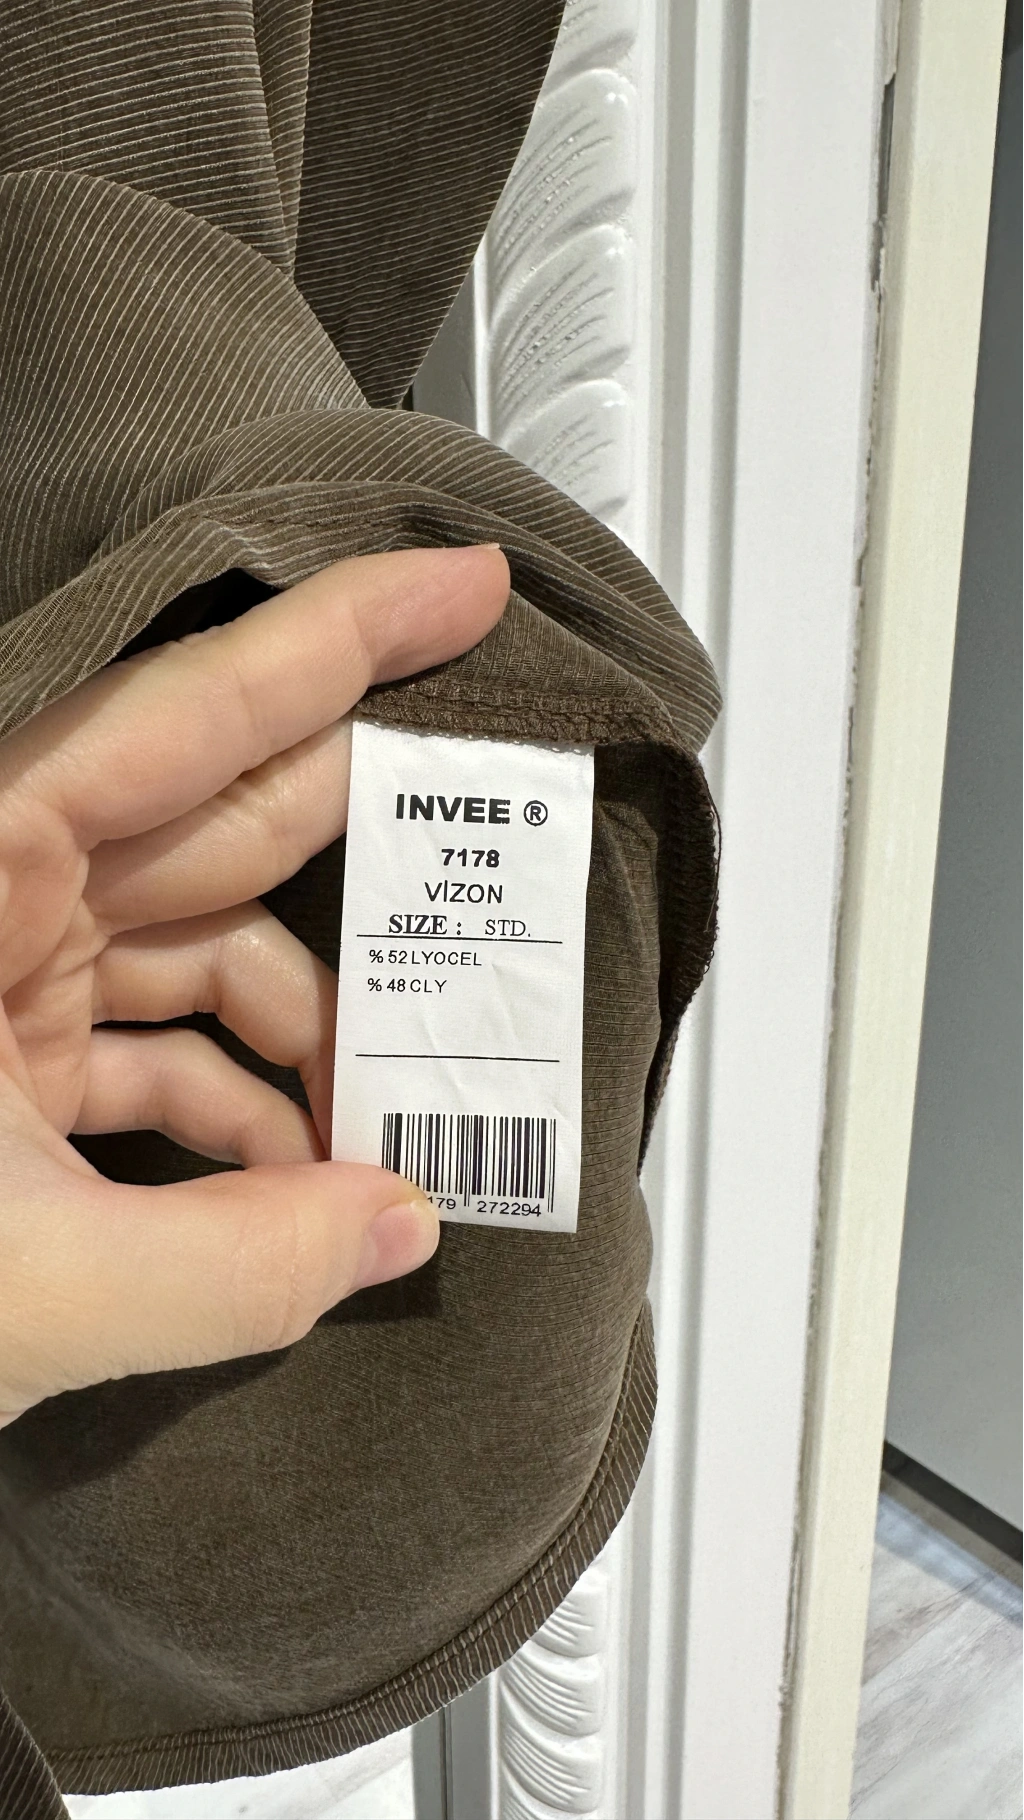 INVEE ®
7178
VİZON
SIZE : STD.
% 52 LYOCEL
% 48 CLY
179 272294